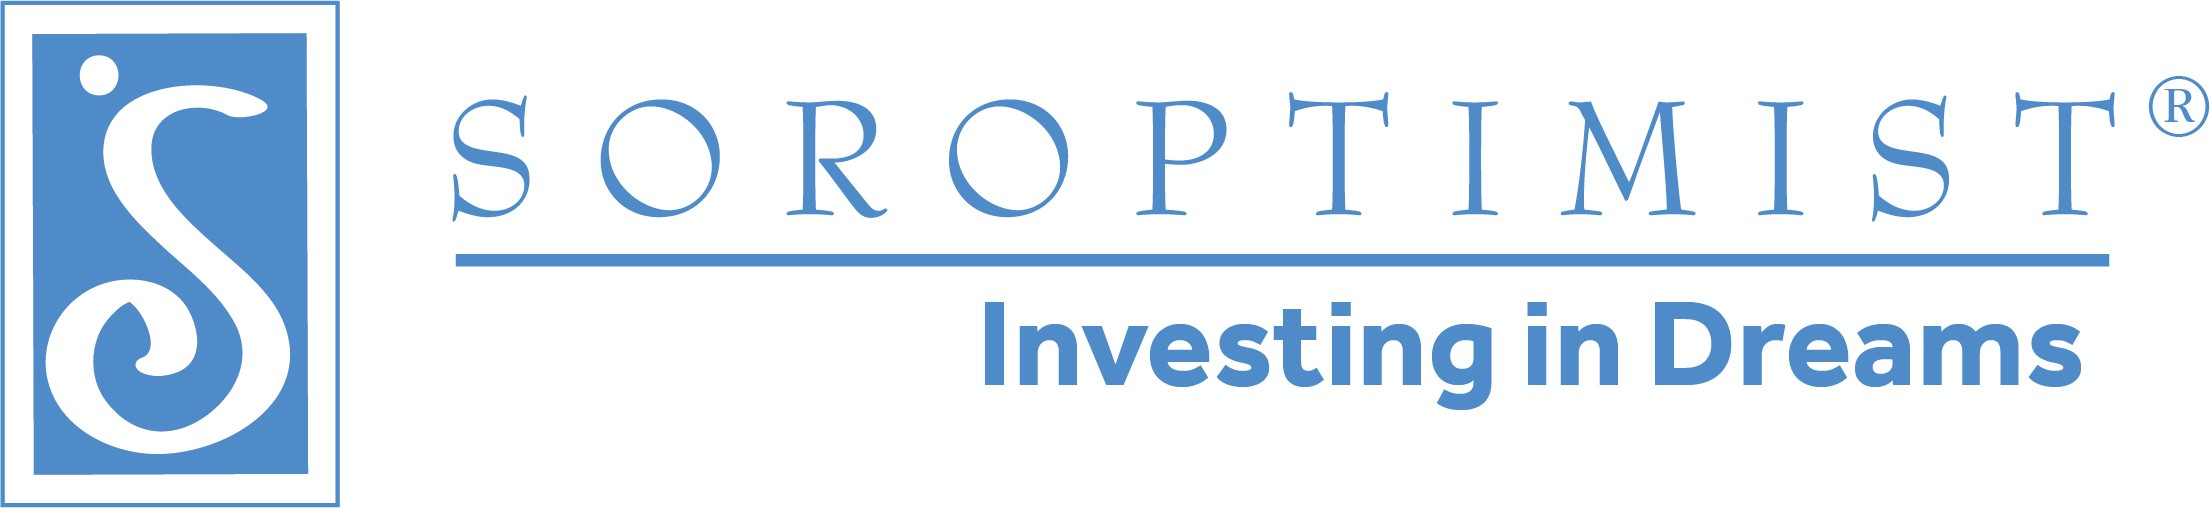 SOROPTIMIST®
Investing in Dreams